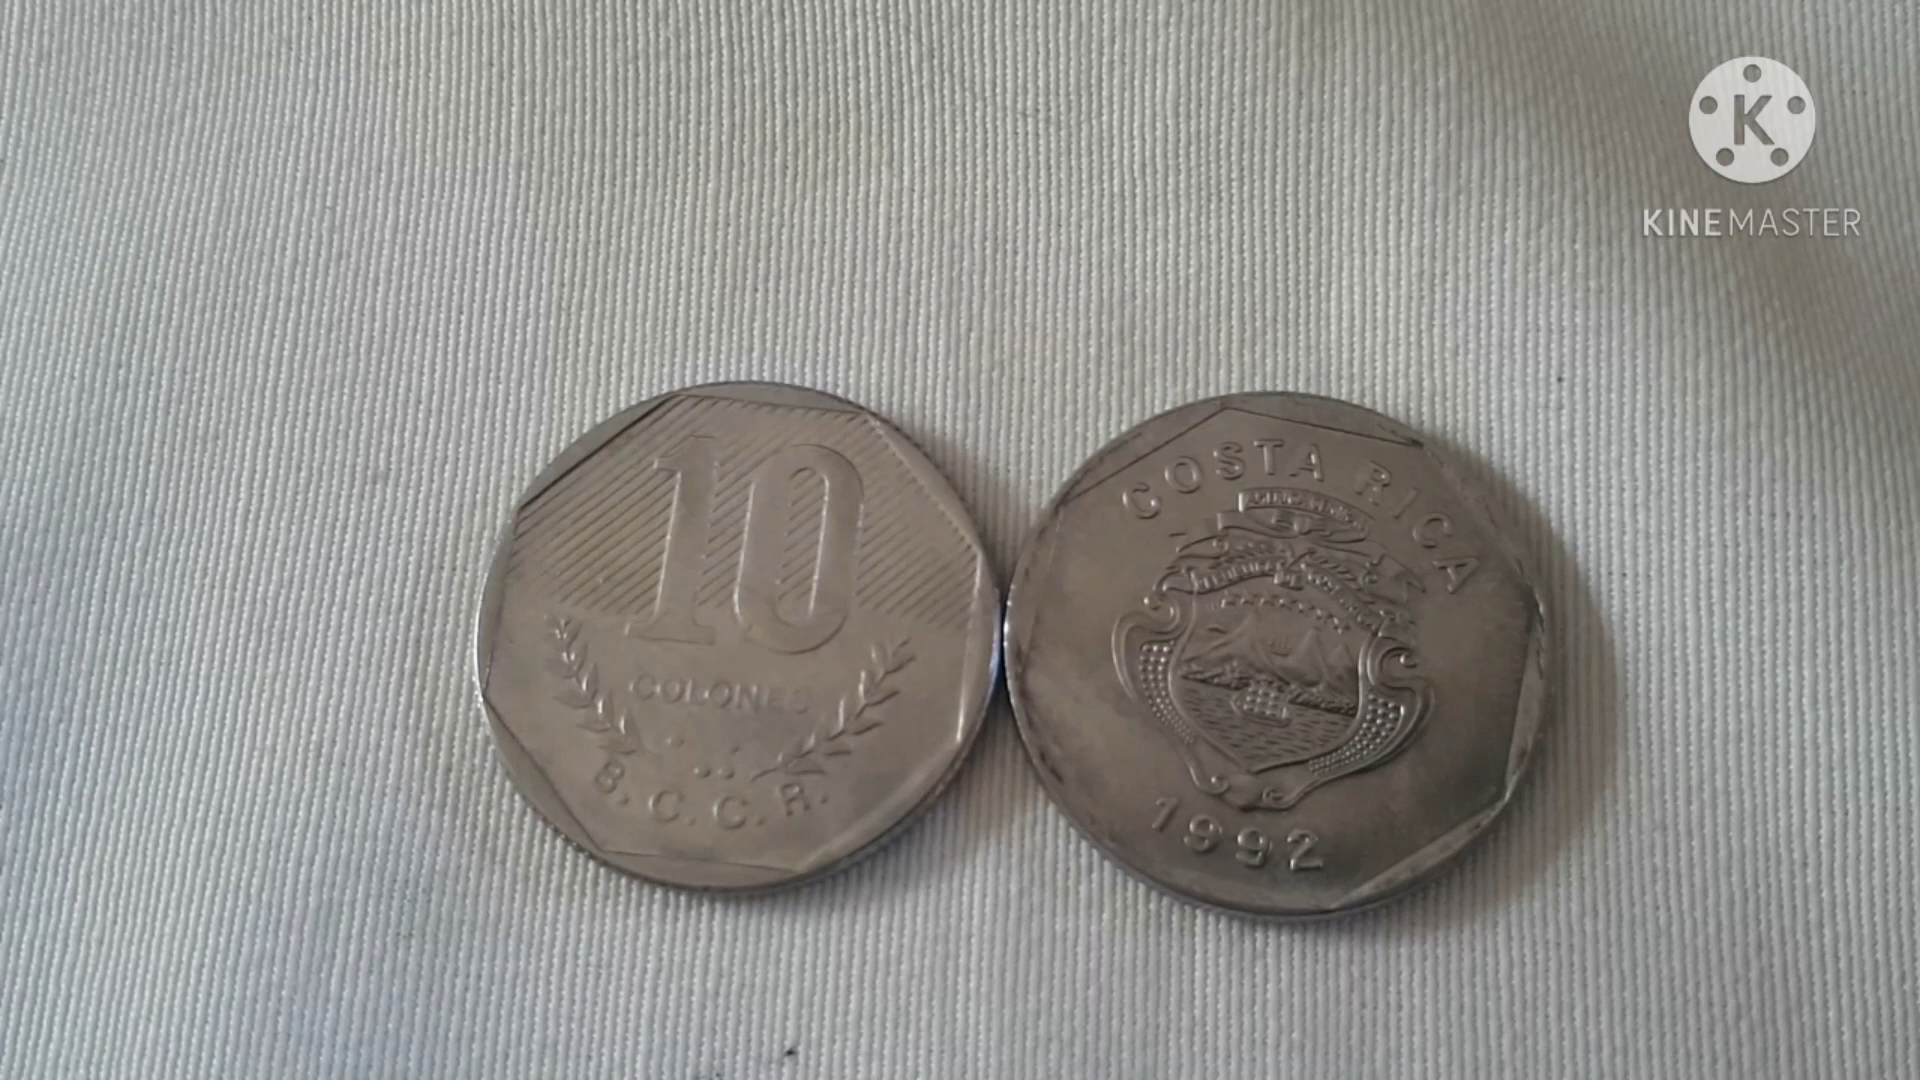 KINEMASTER
10
COLONES
B. C. C. R.
COSTA RICA
1992